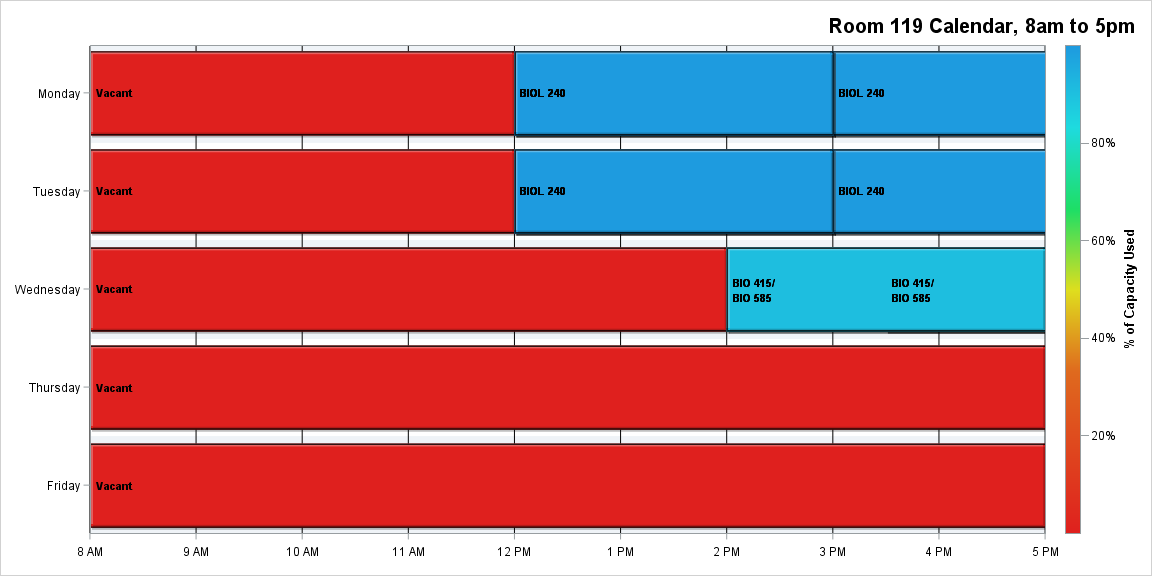 Room 119 Calendar, 8am to 5pm
Monday
Vacant
BIOL 240
BIOL 240
Tuesday
Vacant
BIOL 240
BIOL 240
Wednesday
Vacant
BIO 415/
BIO 585
BIO 415/
BIO 585
Thursday
Vacant
Friday
Vacant
8 AM
9 AM
10 AM
11 AM
12 PM
1 PM
2 PM
3 PM
4 PM
5 PM
80%
60%
40%
20%
% of Capacity Used